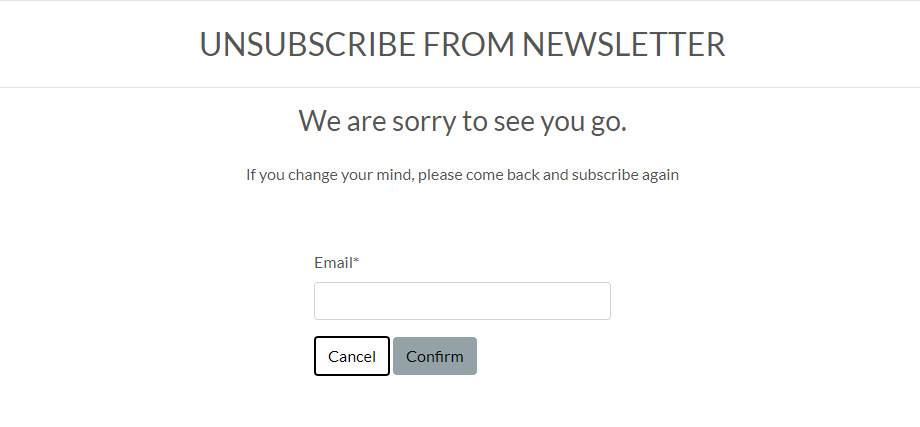 UNSUBSCRIBE FROM NEWSLETTER
We are sorry to see you go.
If you change your mind, please come back and subscribe again
Email*
Cancel Confirm